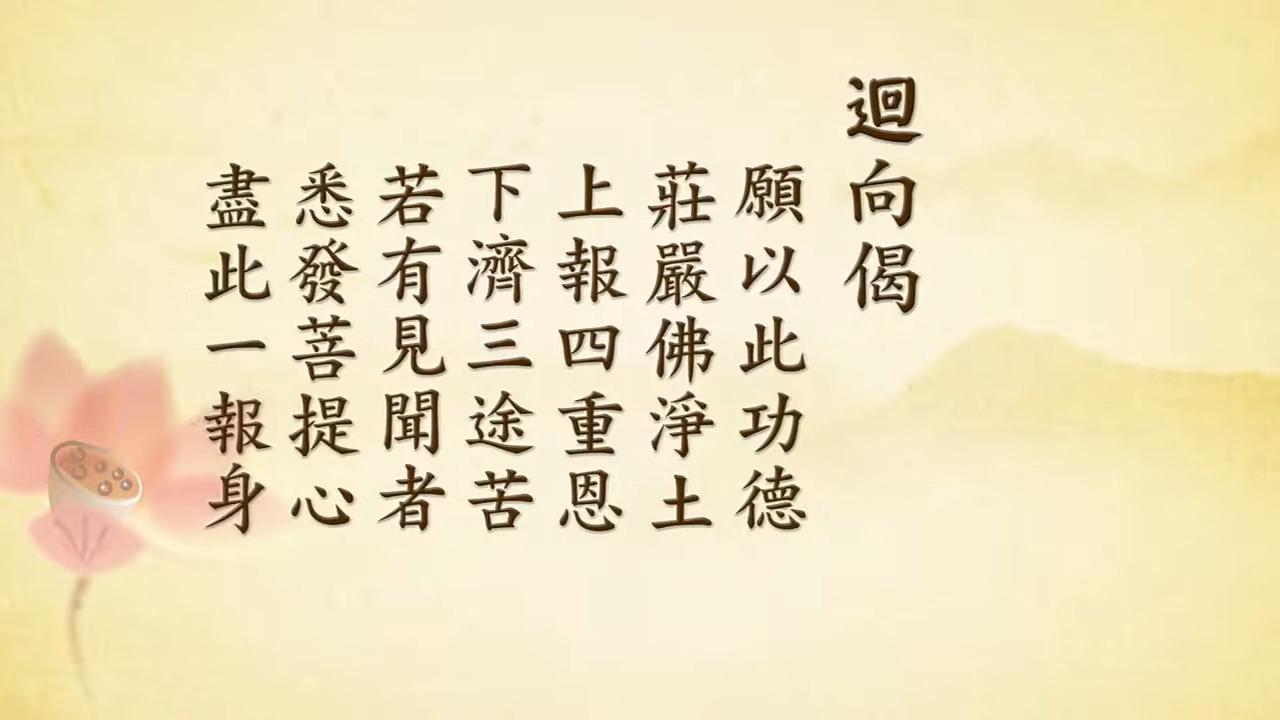 迴向偈
願以此功德
莊嚴佛淨土
上報四重恩
下濟三途苦
若有見聞者
悉發菩提心
盡此一報身